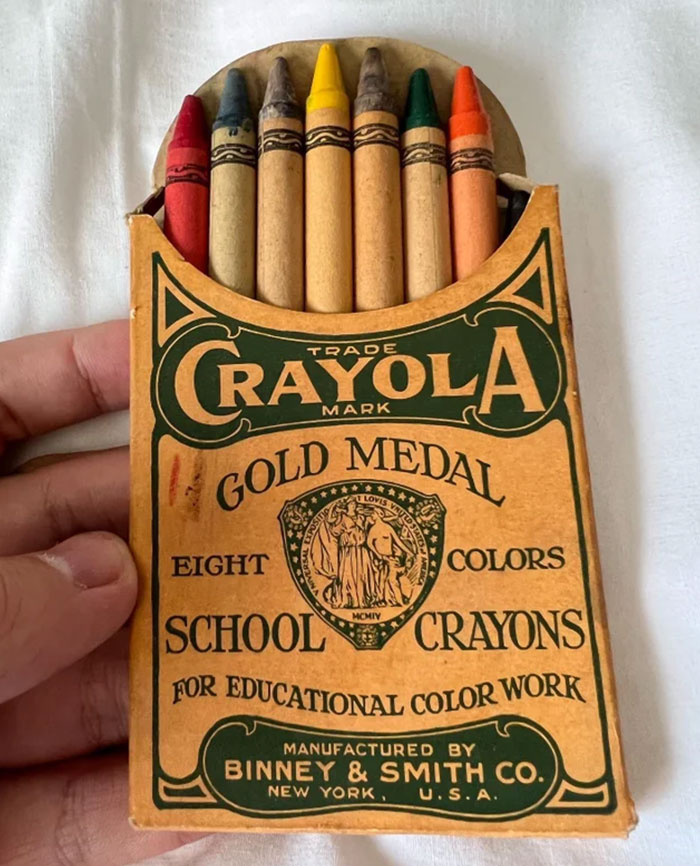 TRADE
CRAYOLA
MARK
GOLD MEDAL
EIGHT COLORS
MCMIV
SCHOOL CRAYONS
FOR EDUCATIONAL COLOR WORK
MANUFACTURED BY
BINNEY & SMITH CO.
NEW YORK, U.S.A.